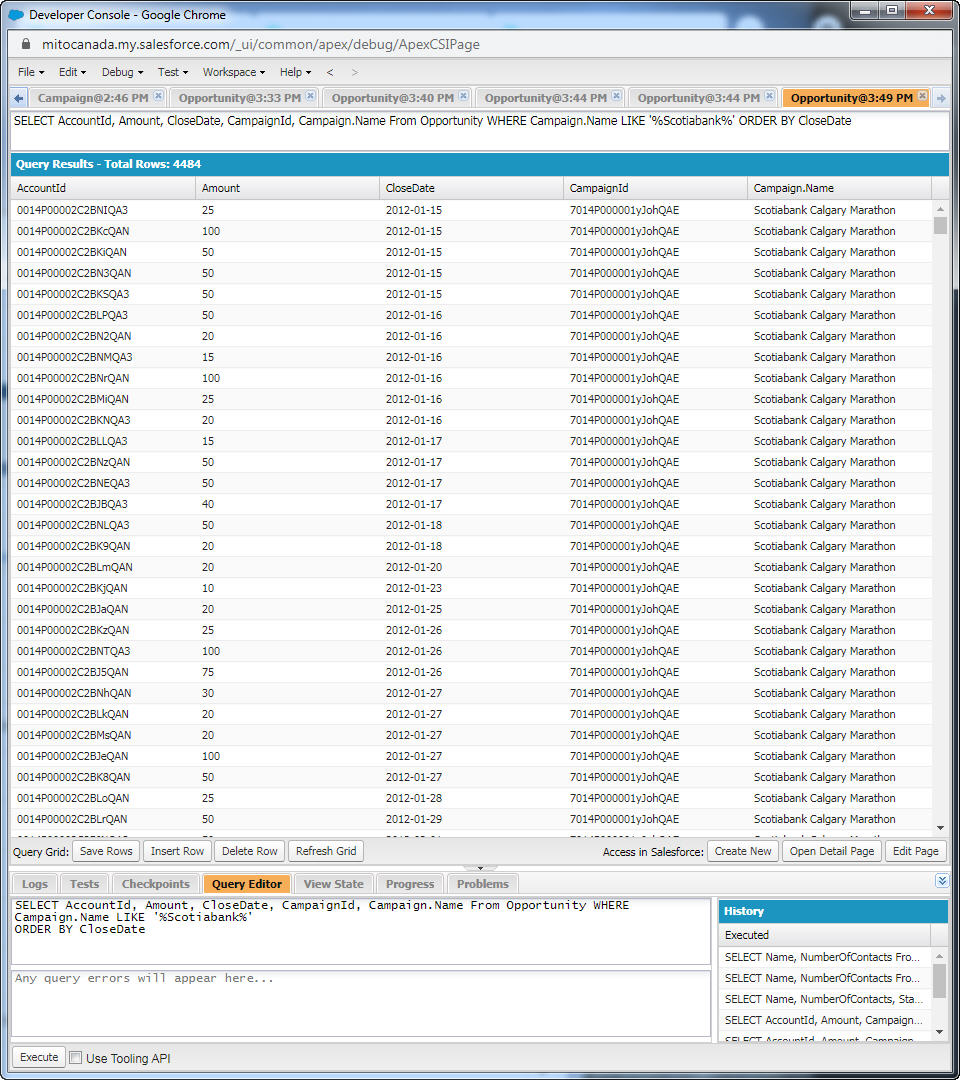 Developer Console - Google Chrome
mitocanada.my.salesforce.com/_ui/common/apex/debug/ApexCSIPage
File Edit Debug Test Workspace Help < >
Campaign@2:46 PM Opportunity@3:33 PM Opportunity@3:40 PM Opportunity@3:44 PM Opportunity@3:44 PM Opportunity@3:49 PM
SELECT AccountId, Amount, CloseDate, CampaignId, Campaign.Name From Opportunity WHERE Campaign.Name LIKE '%Scotiabank%' ORDER BY CloseDate
Query Results - Total Rows: 4484
AccountId Amount CloseDate CampaignId Campaign.Name
0014P00002C2BNIQA3 25 2012-01-15 7014P000001yJohQAE Scotiabank Calgary Marathon
0014P00002C2BKcQAN 100 2012-01-15 7014P000001yJohQAE Scotiabank Calgary Marathon
0014P00002C2BKiQAN 50 2012-01-15 7014P000001yJohQAE Scotiabank Calgary Marathon
0014P00002C2BN3QAN 50 2012-01-15 7014P000001yJohQAE Scotiabank Calgary Marathon
0014P00002C2BKSQA3 50 2012-01-15 7014P000001yJohQAE Scotiabank Calgary Marathon
0014P00002C2BLPQA3 50 2012-01-16 7014P000001yJohQAE Scotiabank Calgary Marathon
0014P00002C2BN2QAN 20 2012-01-16 7014P000001yJohQAE Scotiabank Calgary Marathon
0014P00002C2BNMQA3 15 2012-01-16 7014P000001yJohQAE Scotiabank Calgary Marathon
0014P00002C2BNrQAN 100 2012-01-16 7014P000001yJohQAE Scotiabank Calgary Marathon
0014P00002C2BMiQAN 25 2012-01-16 7014P000001yJohQAE Scotiabank Calgary Marathon
0014P00002C2BKNQA3 20 2012-01-16 7014P000001yJohQAE Scotiabank Calgary Marathon
0014P00002C2BLLQA3 15 2012-01-17 7014P000001yJohQAE Scotiabank Calgary Marathon
0014P00002C2BNzQAN 50 2012-01-17 7014P000001yJohQAE Scotiabank Calgary Marathon
0014P00002C2BNEQA3 50 2012-01-17 7014P000001yJohQAE Scotiabank Calgary Marathon
0014P00002C2BJBQA3 40 2012-01-17 7014P000001yJohQAE Scotiabank Calgary Marathon
0014P00002C2BNLQA3 50 2012-01-18 7014P000001yJohQAE Scotiabank Calgary Marathon
0014P00002C2BK9QAN 20 2012-01-18 7014P000001yJohQAE Scotiabank Calgary Marathon
0014P00002C2BLmQAN 20 2012-01-20 7014P000001yJohQAE Scotiabank Calgary Marathon
0014P00002C2BKjQAN 10 2012-01-23 7014P000001yJohQAE Scotiabank Calgary Marathon
0014P00002C2BJaQAN 20 2012-01-25 7014P000001yJohQAE Scotiabank Calgary Marathon
0014P00002C2BKzQAN 25 2012-01-26 7014P000001yJohQAE Scotiabank Calgary Marathon
0014P00002C2BNTQA3 100 2012-01-26 7014P000001yJohQAE Scotiabank Calgary Marathon
0014P00002C2BJ5QAN 75 2012-01-26 7014P000001yJohQAE Scotiabank Calgary Marathon
0014P00002C2BNhQAN 30 2012-01-27 7014P000001yJohQAE Scotiabank Calgary Marathon
0014P00002C2BLkQAN 20 2012-01-27 7014P000001yJohQAE Scotiabank Calgary Marathon
0014P00002C2BMsQAN 20 2012-01-27 7014P000001yJohQAE Scotiabank Calgary Marathon
0014P00002C2BJeQAN 100 2012-01-27 7014P000001yJohQAE Scotiabank Calgary Marathon
0014P00002C2BK8QAN 50 2012-01-27 7014P000001yJohQAE Scotiabank Calgary Marathon
0014P00002C2BLoQAN 25 2012-01-28 7014P000001yJohQAE Scotiabank Calgary Marathon
0014P00002C2BLrQAN 50 2012-01-29 7014P000001yJohQAE Scotiabank Calgary Marathon
Query Grid: Save Rows Insert Row Delete Row Refresh Grid Access in Salesforce: Create New Open Detail Page Edit Page
Logs Tests Checkpoints Query Editor View State Progress Problems
SELECT AccountId, Amount, CloseDate, CampaignId, Campaign.Name From Opportunity WHERE
Campaign.Name LIKE '%Scotiabank%'
ORDER BY CloseDate
Any query errors will appear here...
History
Executed
SELECT Name, NumberOfContacts Fro...
SELECT Name, NumberOfContacts Fro...
SELECT Name, NumberOfContacts, Sta...
SELECT AccountId, Amount, Campaign...
SELECT AccountId, Amount, Campaign...
Execute Use Tooling API